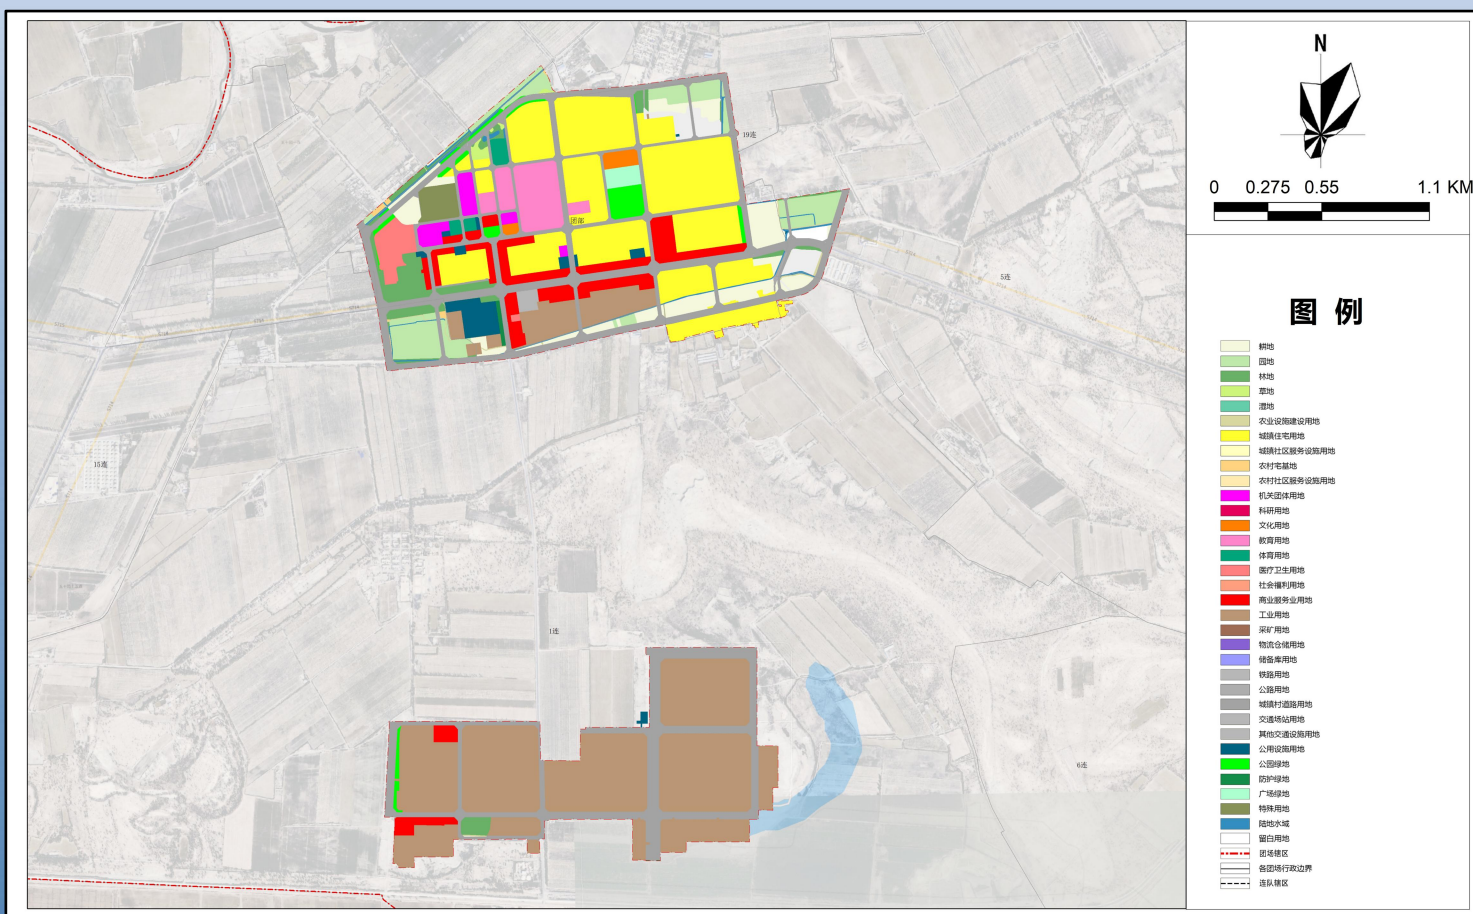 N
0 0.275 0.55 1.1 KM
19连
团部
5连
15连
1连
6连
图 例
耕地
园地
林地
草地
湿地
农业设施建设用地
城镇住宅用地
城镇社区服务设施用地
农村宅基地
农村社区服务设施用地
机关团体用地
科研用地
文化用地
教育用地
体育用地
医疗卫生用地
社会福利用地
商业服务业用地
工业用地
采矿用地
物流仓储用地
储备库用地
铁路用地
公路用地
城镇村道路用地
交通场站用地
其他交通设施用地
公用设施用地
公园绿地
防护绿地
广场绿地
特殊用地
陆地水域
留白用地
团场辖区
各团场行政边界
连队辖区